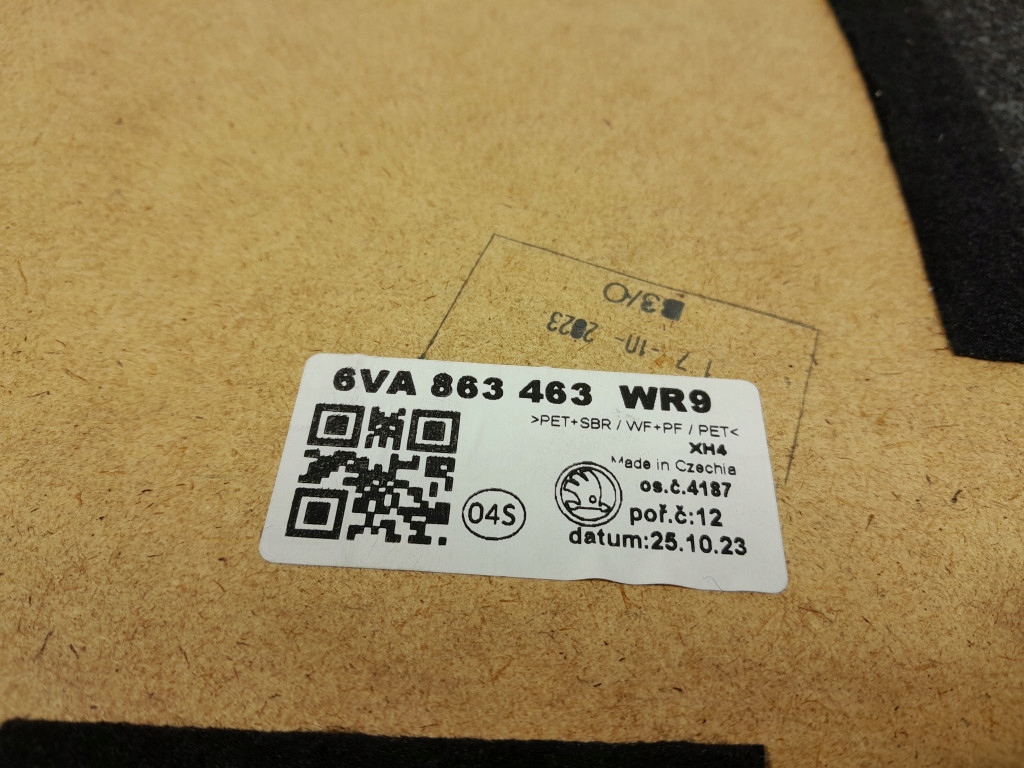 B3/O
17-10-2023
6VA 863 463 WR9
>PET+SBR / WF+PF / PET<
XH4
Made in Czechia
os.č.4187
04S
poř.č:12
datum:25.10.23